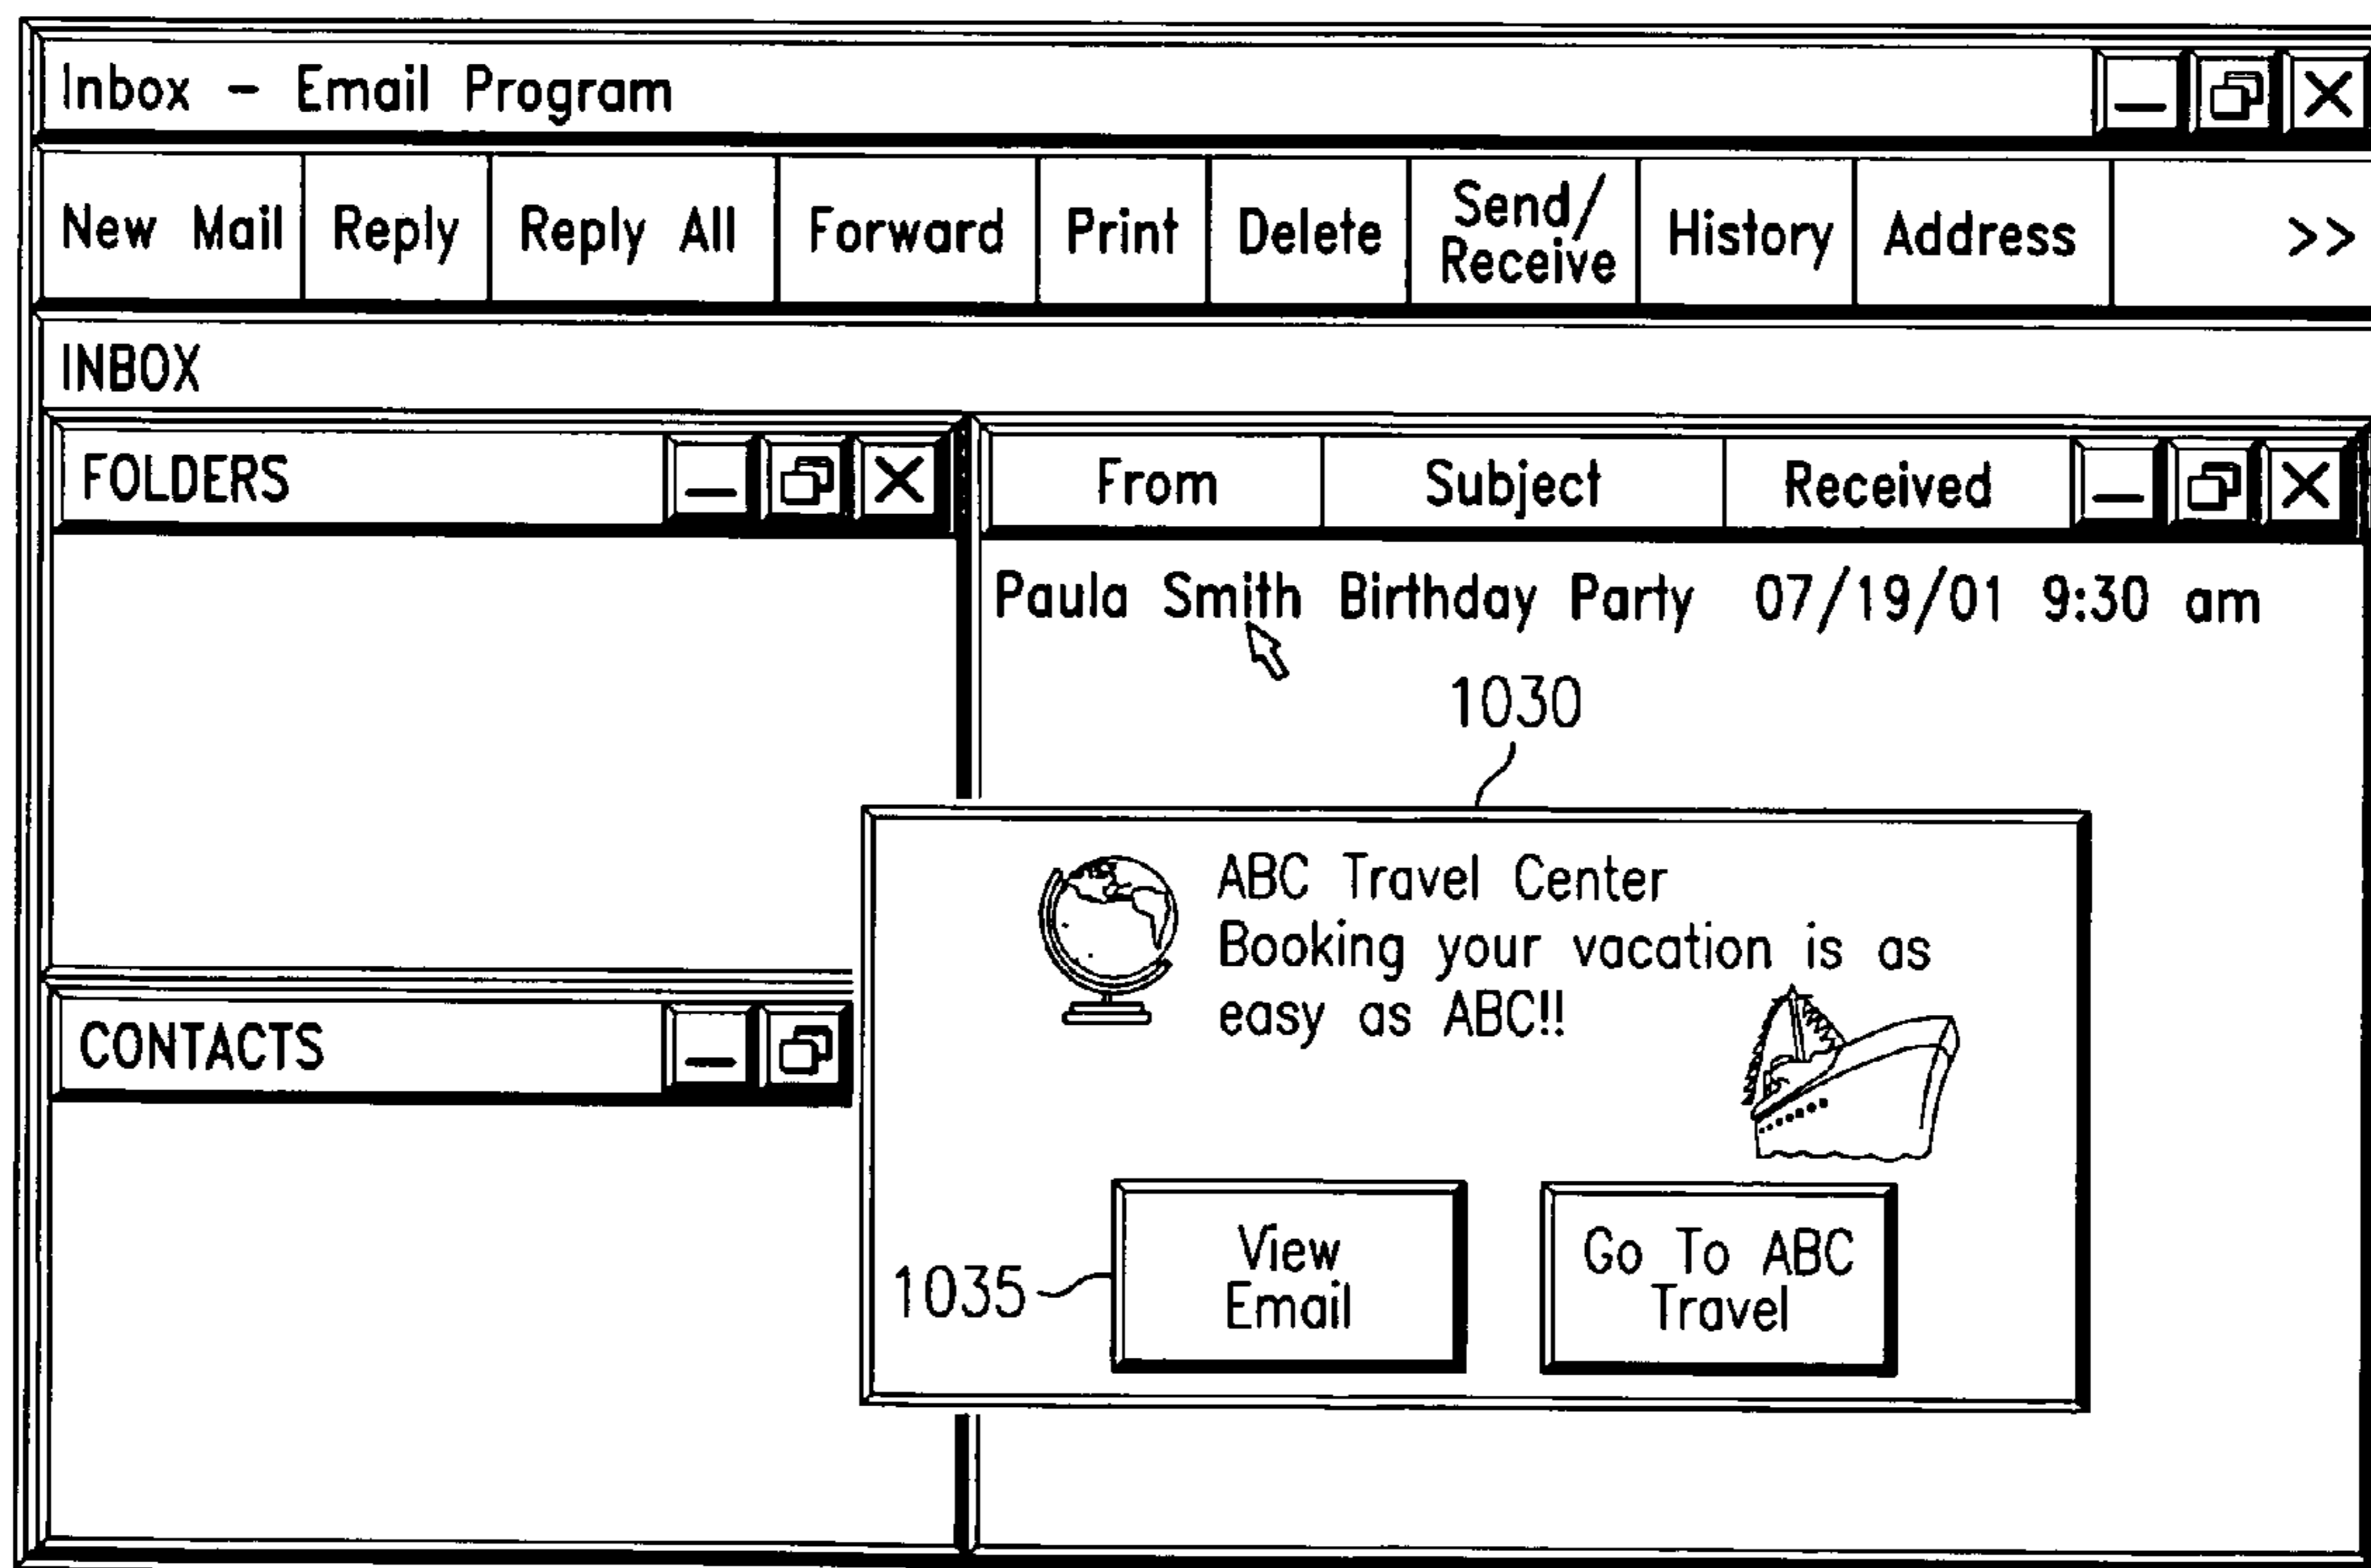 Inbox - Email Program
New Mail Reply Reply All Forward Print Delete Send/ Receive History Address >>
INBOX
FOLDERS
From Subject Received
Paula Smith Birthday Party 07/19/01 9:30 am
1030
ABC Travel Center
Booking your vacation is as
easy as ABC!!
CONTACTS
1035
View
Email
Go To ABC
Travel